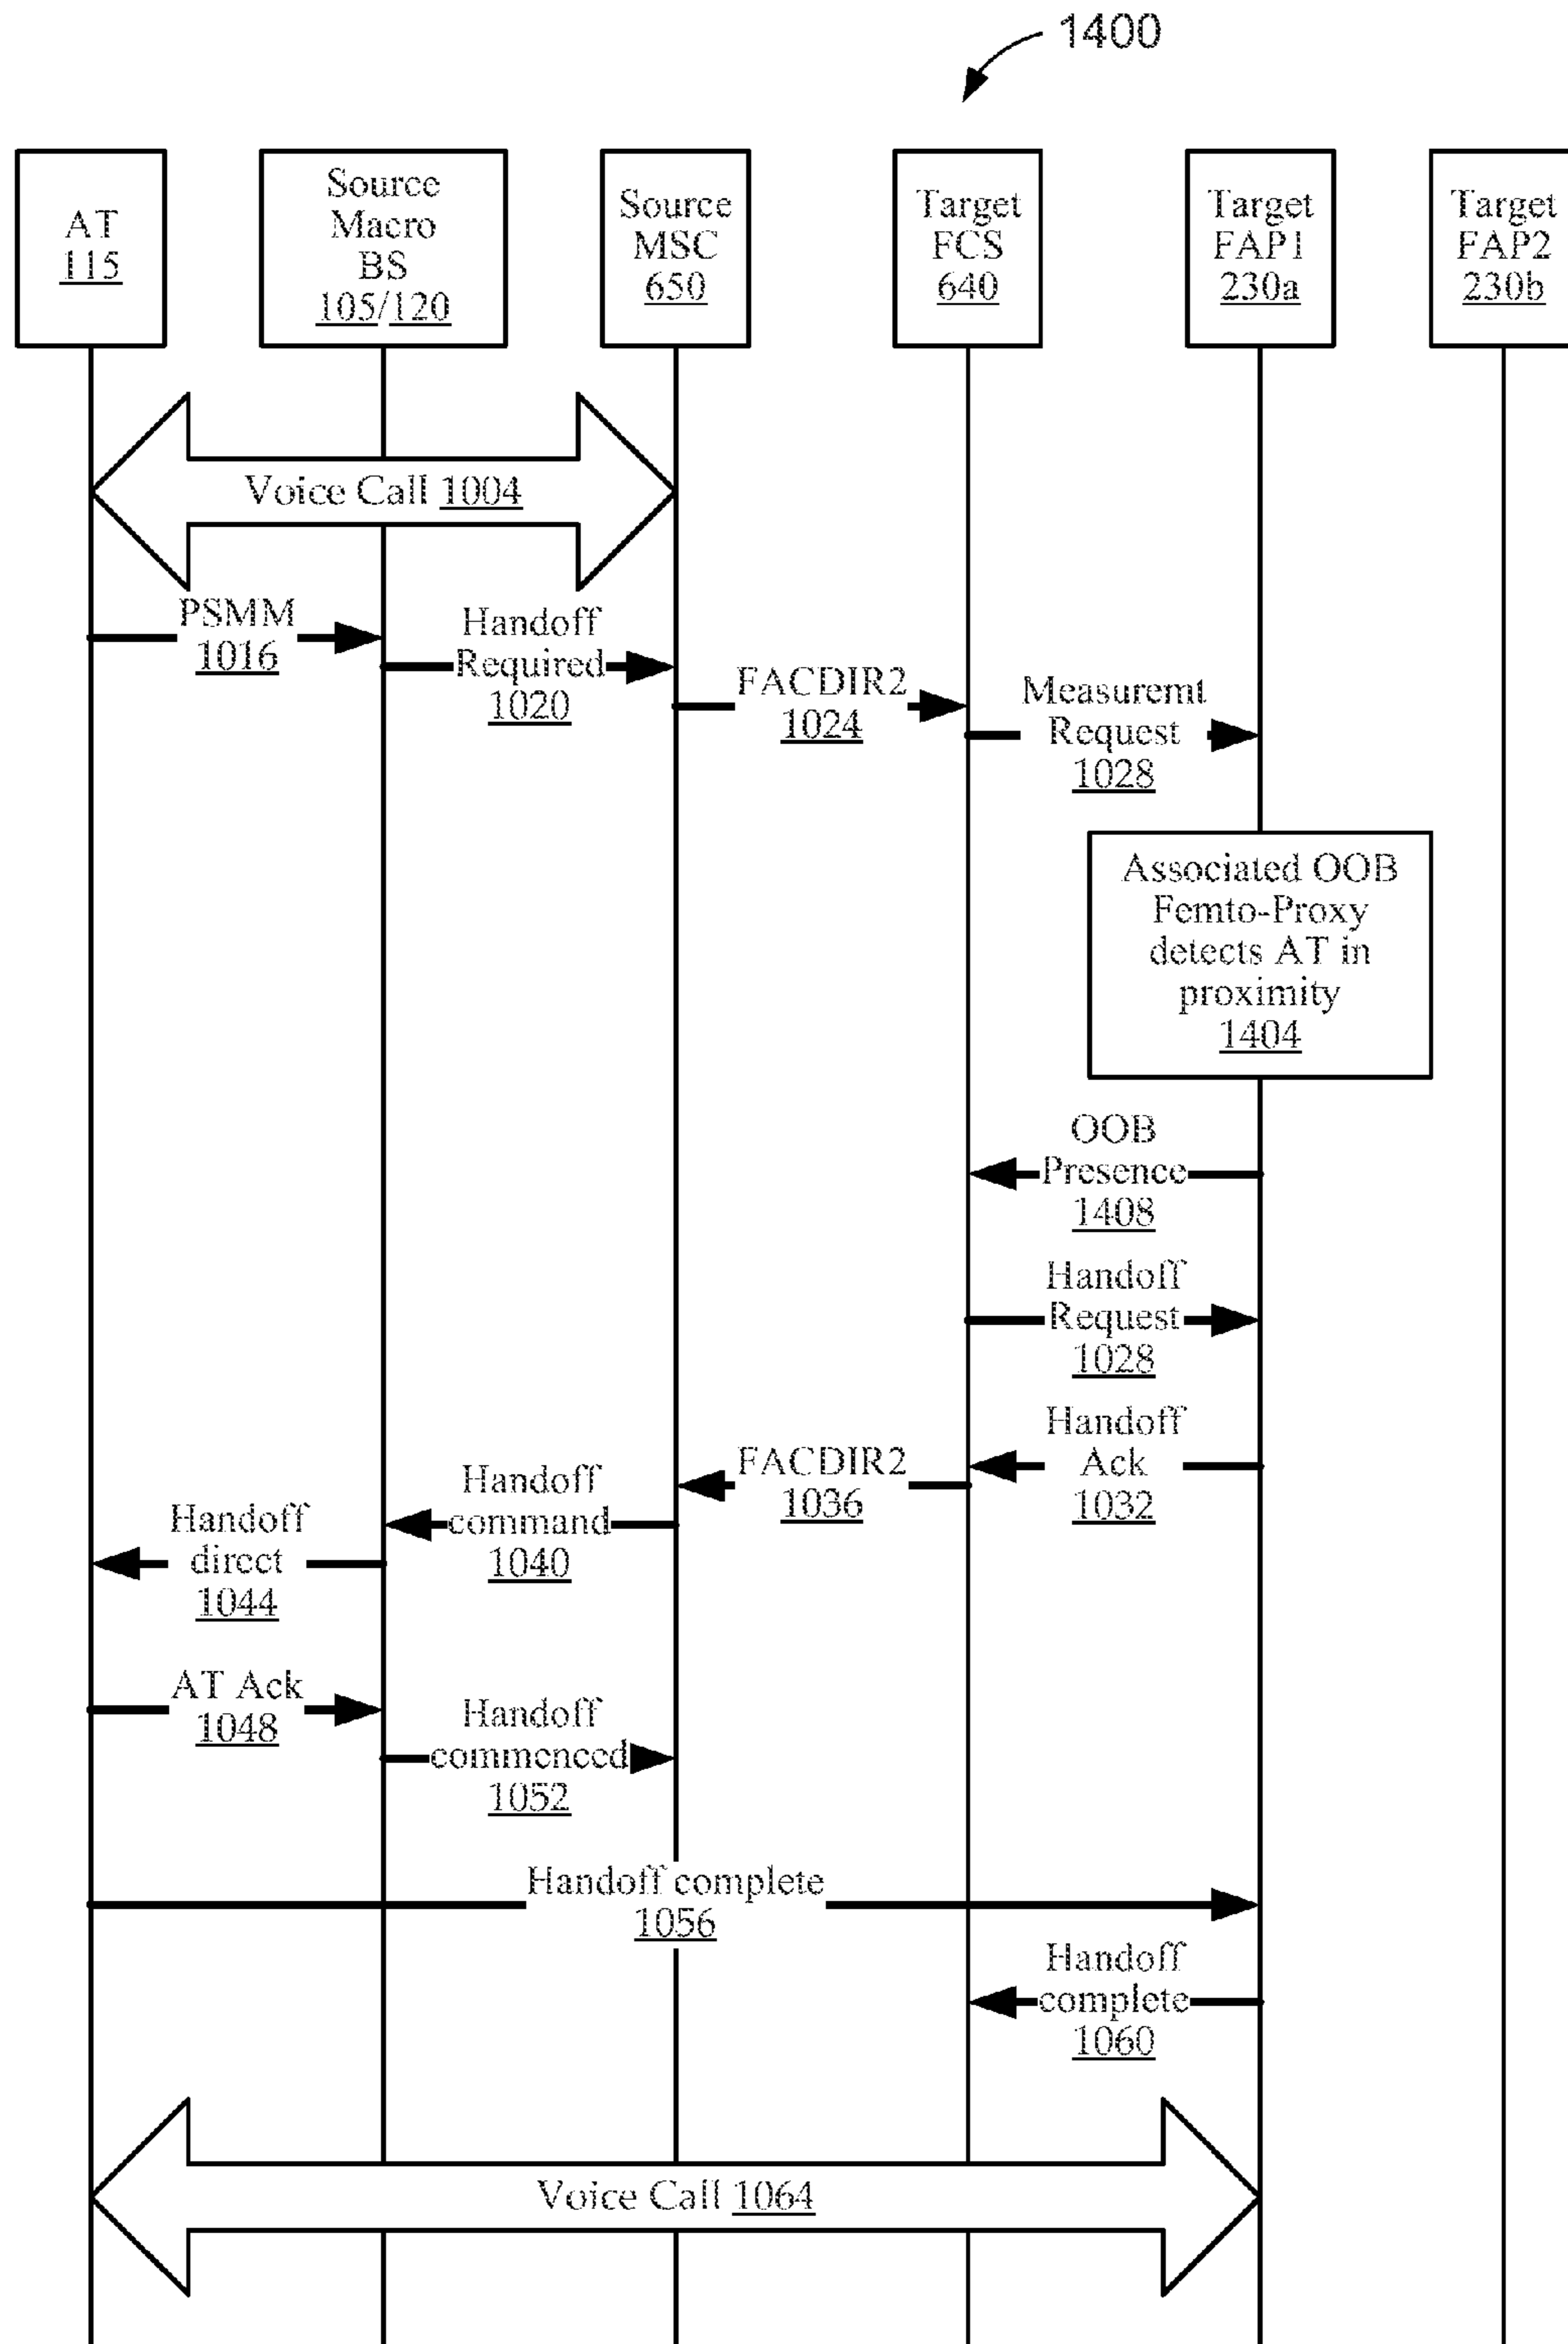 1400
AT
115
Source
Macro
BS
105/120
Source
MSC
650
Target
FCS
640
Target
FAP1
230a
Target
FAP2
230b
Voice Call 1004
PSMM
1016
Handoff
Required
1020
FACDIR2
1024
Measuremt
Request
1028
Associated OOB
Femto-Proxy
detects AT in
proximity
1404
OOB
Presence
1408
Handoff
Request
1028
Handoff
Ack
1032
FACDIR2
1036
Handoff
command
1040
Handoff
direct
1044
AT Ack
1048
Handoff
commenced
1052
Handoff complete
1056
Handoff
complete
1060
Voice Call 1064